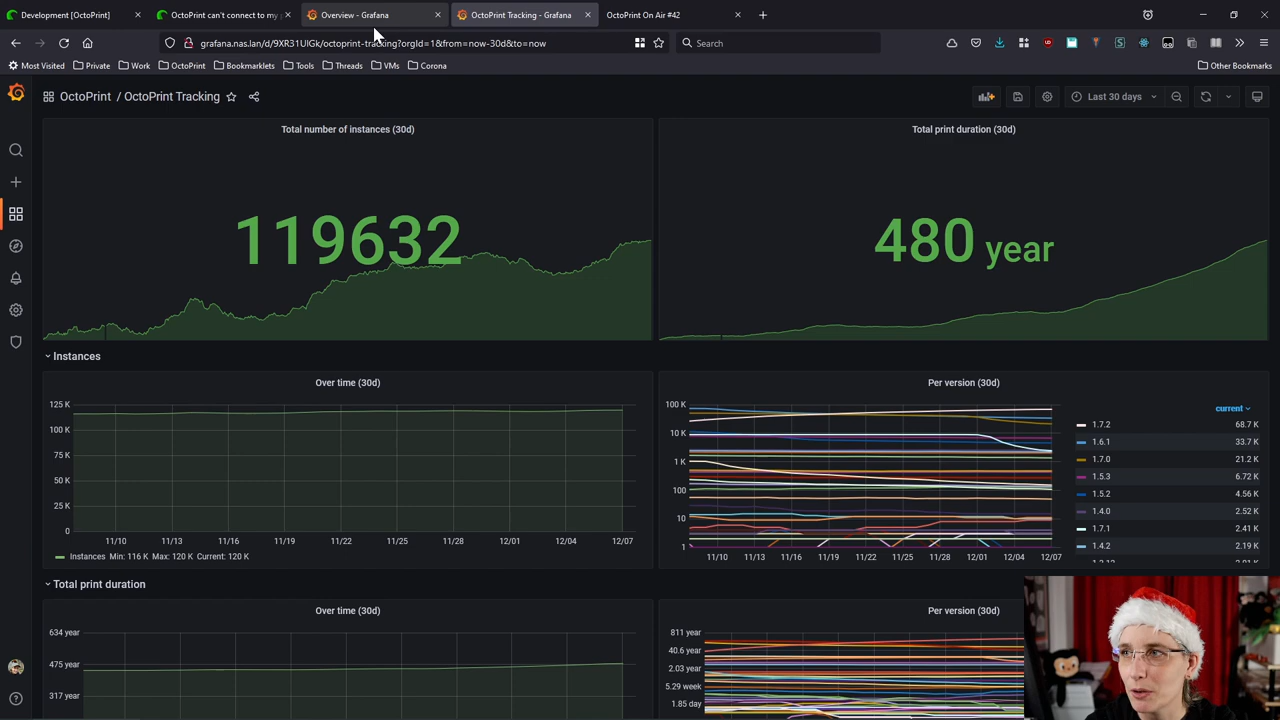 Development [OctoPrint]
OctoPrint can't connect to my
Overview - Grafana
OctoPrint Tracking - Grafana
OctoPrint On Air #42
grafana.nas.lan/d/9XR31UIGk/octoprint-tracking?orgId=1&from=now-30d&to=now
Search
Most Visited Private Work OctoPrint Bookmarklets Tools Threads VMs Corona Other Bookmarks
OctoPrint / OctoPrint Tracking
Last 30 days
Total number of instances (30d)
119632
Total print duration (30d)
480 year
Instances
Over time (30d)
125 K
100 K
75 K
50 K
25 K
0
11/10 11/13 11/16 11/19 11/22 11/25 11/28 12/01 12/04 12/07
Instances Min: 116 K Max: 120 K Current: 120 K
Per version (30d)
100 K
10 K
1 K
100
10
1
11/10 11/13 11/16 11/19 11/22 11/25 11/28 12/01 12/04 12/07
current
1.7.2 68.7 K
1.6.1 33.7 K
1.7.0 21.2 K
1.5.3 6.72 K
1.5.2 4.56 K
1.4.0 2.52 K
1.7.1 2.41 K
1.4.2 2.19 K
Total print duration
Over time (30d)
634 year
475 year
317 year
Per version (30d)
811 year
40.6 year
2.03 year
5.29 week
1.85 day